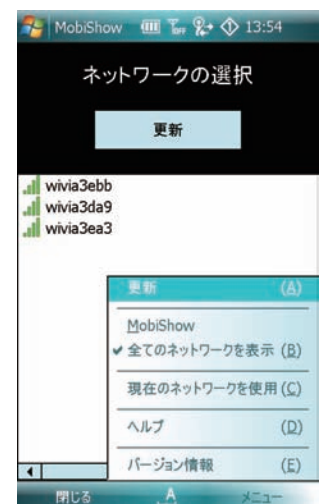 MobiShow 13:54
ネットワークの選択
更新
wivia3ebb
wivia3da9
wivia3ea3
更新 (A)
MobiShow
全てのネットワークを表示 (B)
現在のネットワークを使用 (C)
ヘルプ (D)
バージョン情報 (E)
閉じる A メニュー